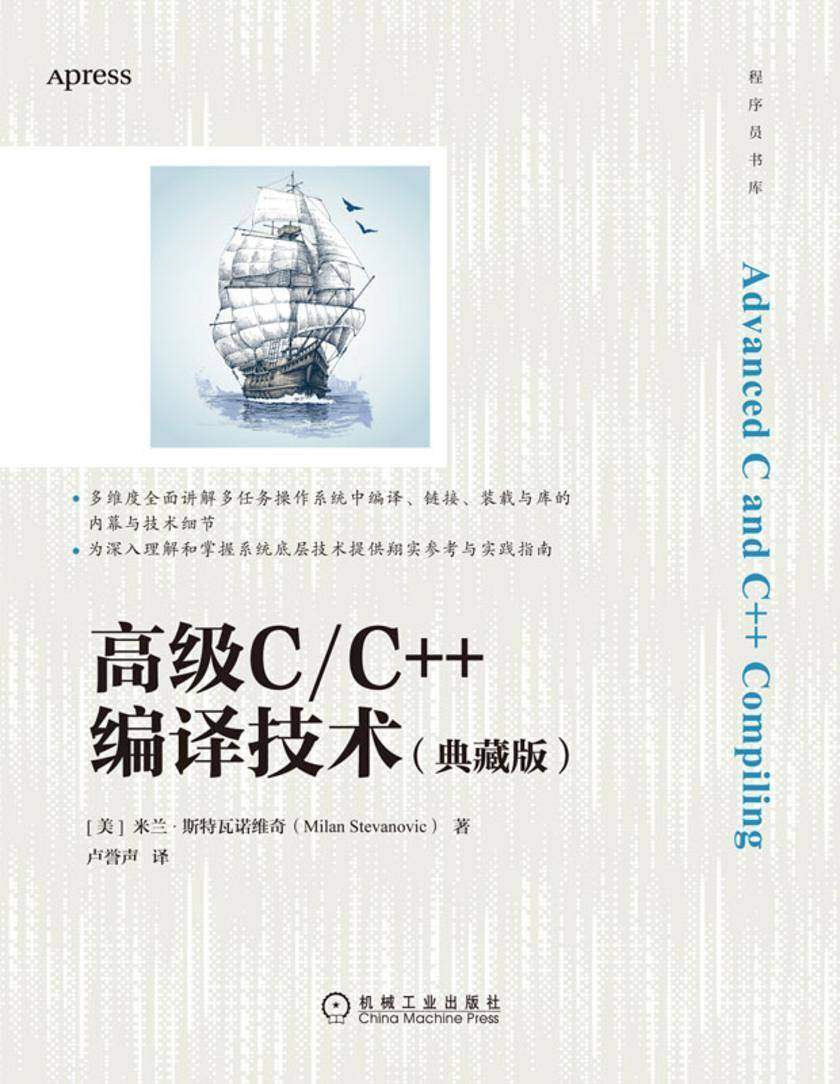 Apress
程序员书库
Advanced C and C++ Compiling
• 多维度全面讲解多任务操作系统中编译、链接、装载与库的
内幕与技术细节
• 为深入理解和掌握系统底层技术提供翔实参考与实践指南
高级C/C++
编译技术（典藏版）
［美］米兰·斯特瓦诺维奇（Milan Stevanovic） 著
卢誉声 译
机械工业出版社
China Machine Press